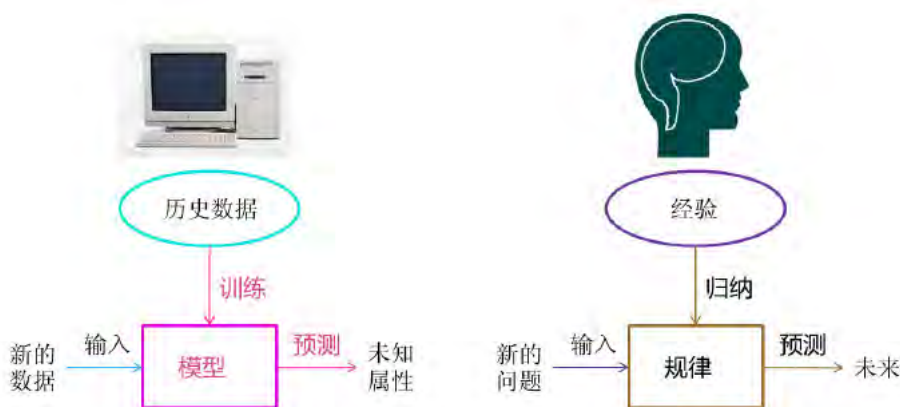 历史数据
训练
新的
数据
输入
模型
预测
未知
属性
经验
归纳
新的
问题
输入
规律
预测
未来